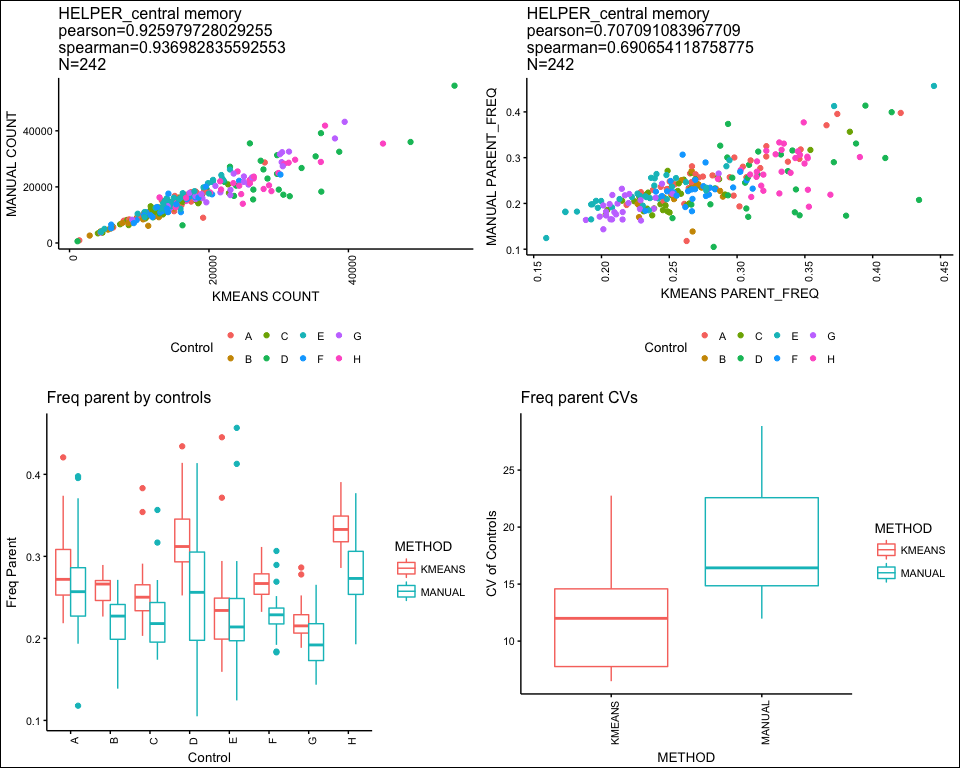 HELPER_central memory
pearson=0.925979728029255
spearman=0.936982835592553
N=242
MANUAL COUNT
40000
20000
0
0
20000
40000
KMEANS COUNT
Control
A C E G
B D F H
HELPER_central memory
pearson=0.707091083967709
spearman=0.690654118758775
N=242
MANUAL PARENT_FREQ
0.4
0.3
0.2
0.1
0.15
0.20
0.25
0.30
0.35
0.40
0.45
KMEANS PARENT_FREQ
Control
A C E G
B D F H
Freq parent by controls
Freq Parent
0.4
0.3
0.2
0.1
A
B
C
D
E
F
G
H
Control
METHOD
KMEANS
MANUAL
Freq parent CVs
CV of Controls
25
20
15
10
KMEANS
MANUAL
METHOD
METHOD
KMEANS
MANUAL